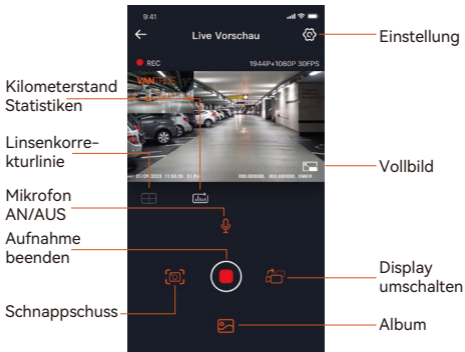 9:41
Live Vorschau
Einstellung
REC
1944P+1080P 30FPS
Kilometerstand
Statistiken
Linsenkorre-
kturlinie
Vollbild
Mikrofon
AN/AUS
Aufnahme
beenden
Display
umschalten
Schnappschuss
Album